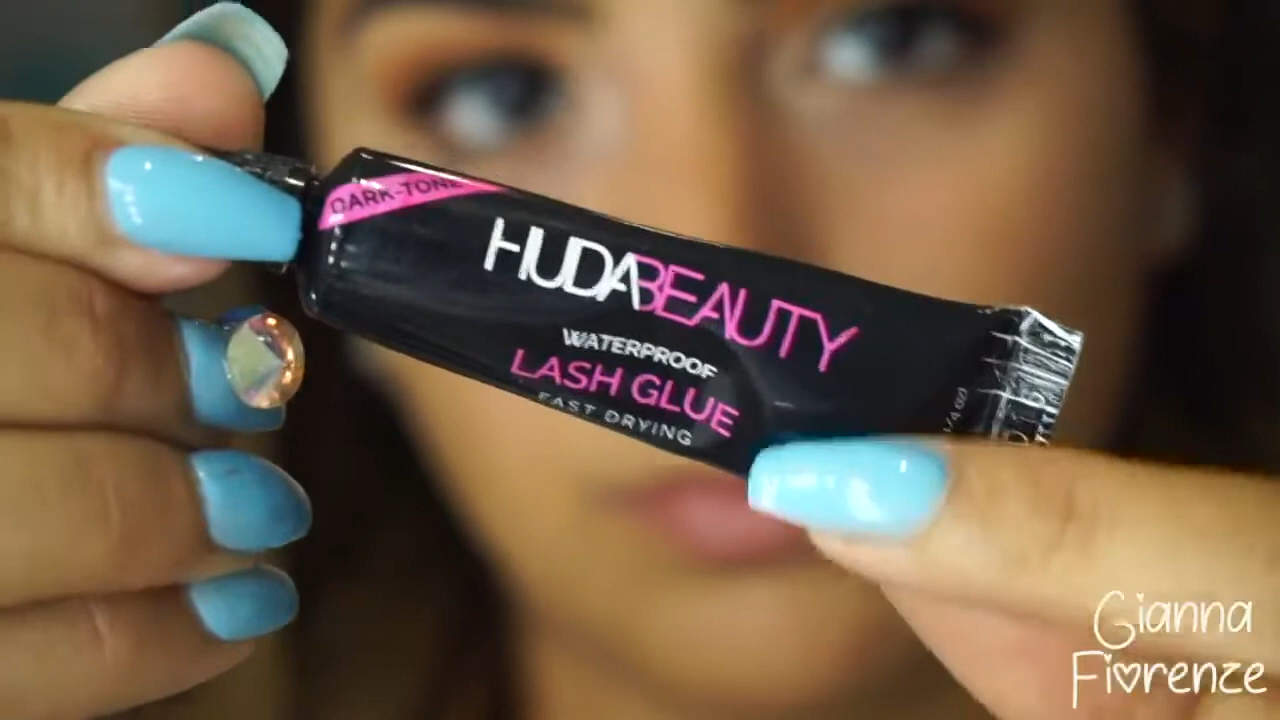 DARK-TONE
HUDABEAUTY
WATERPROOF
LASH GLUE
FAST DRYING
Gianna
Fiorenze